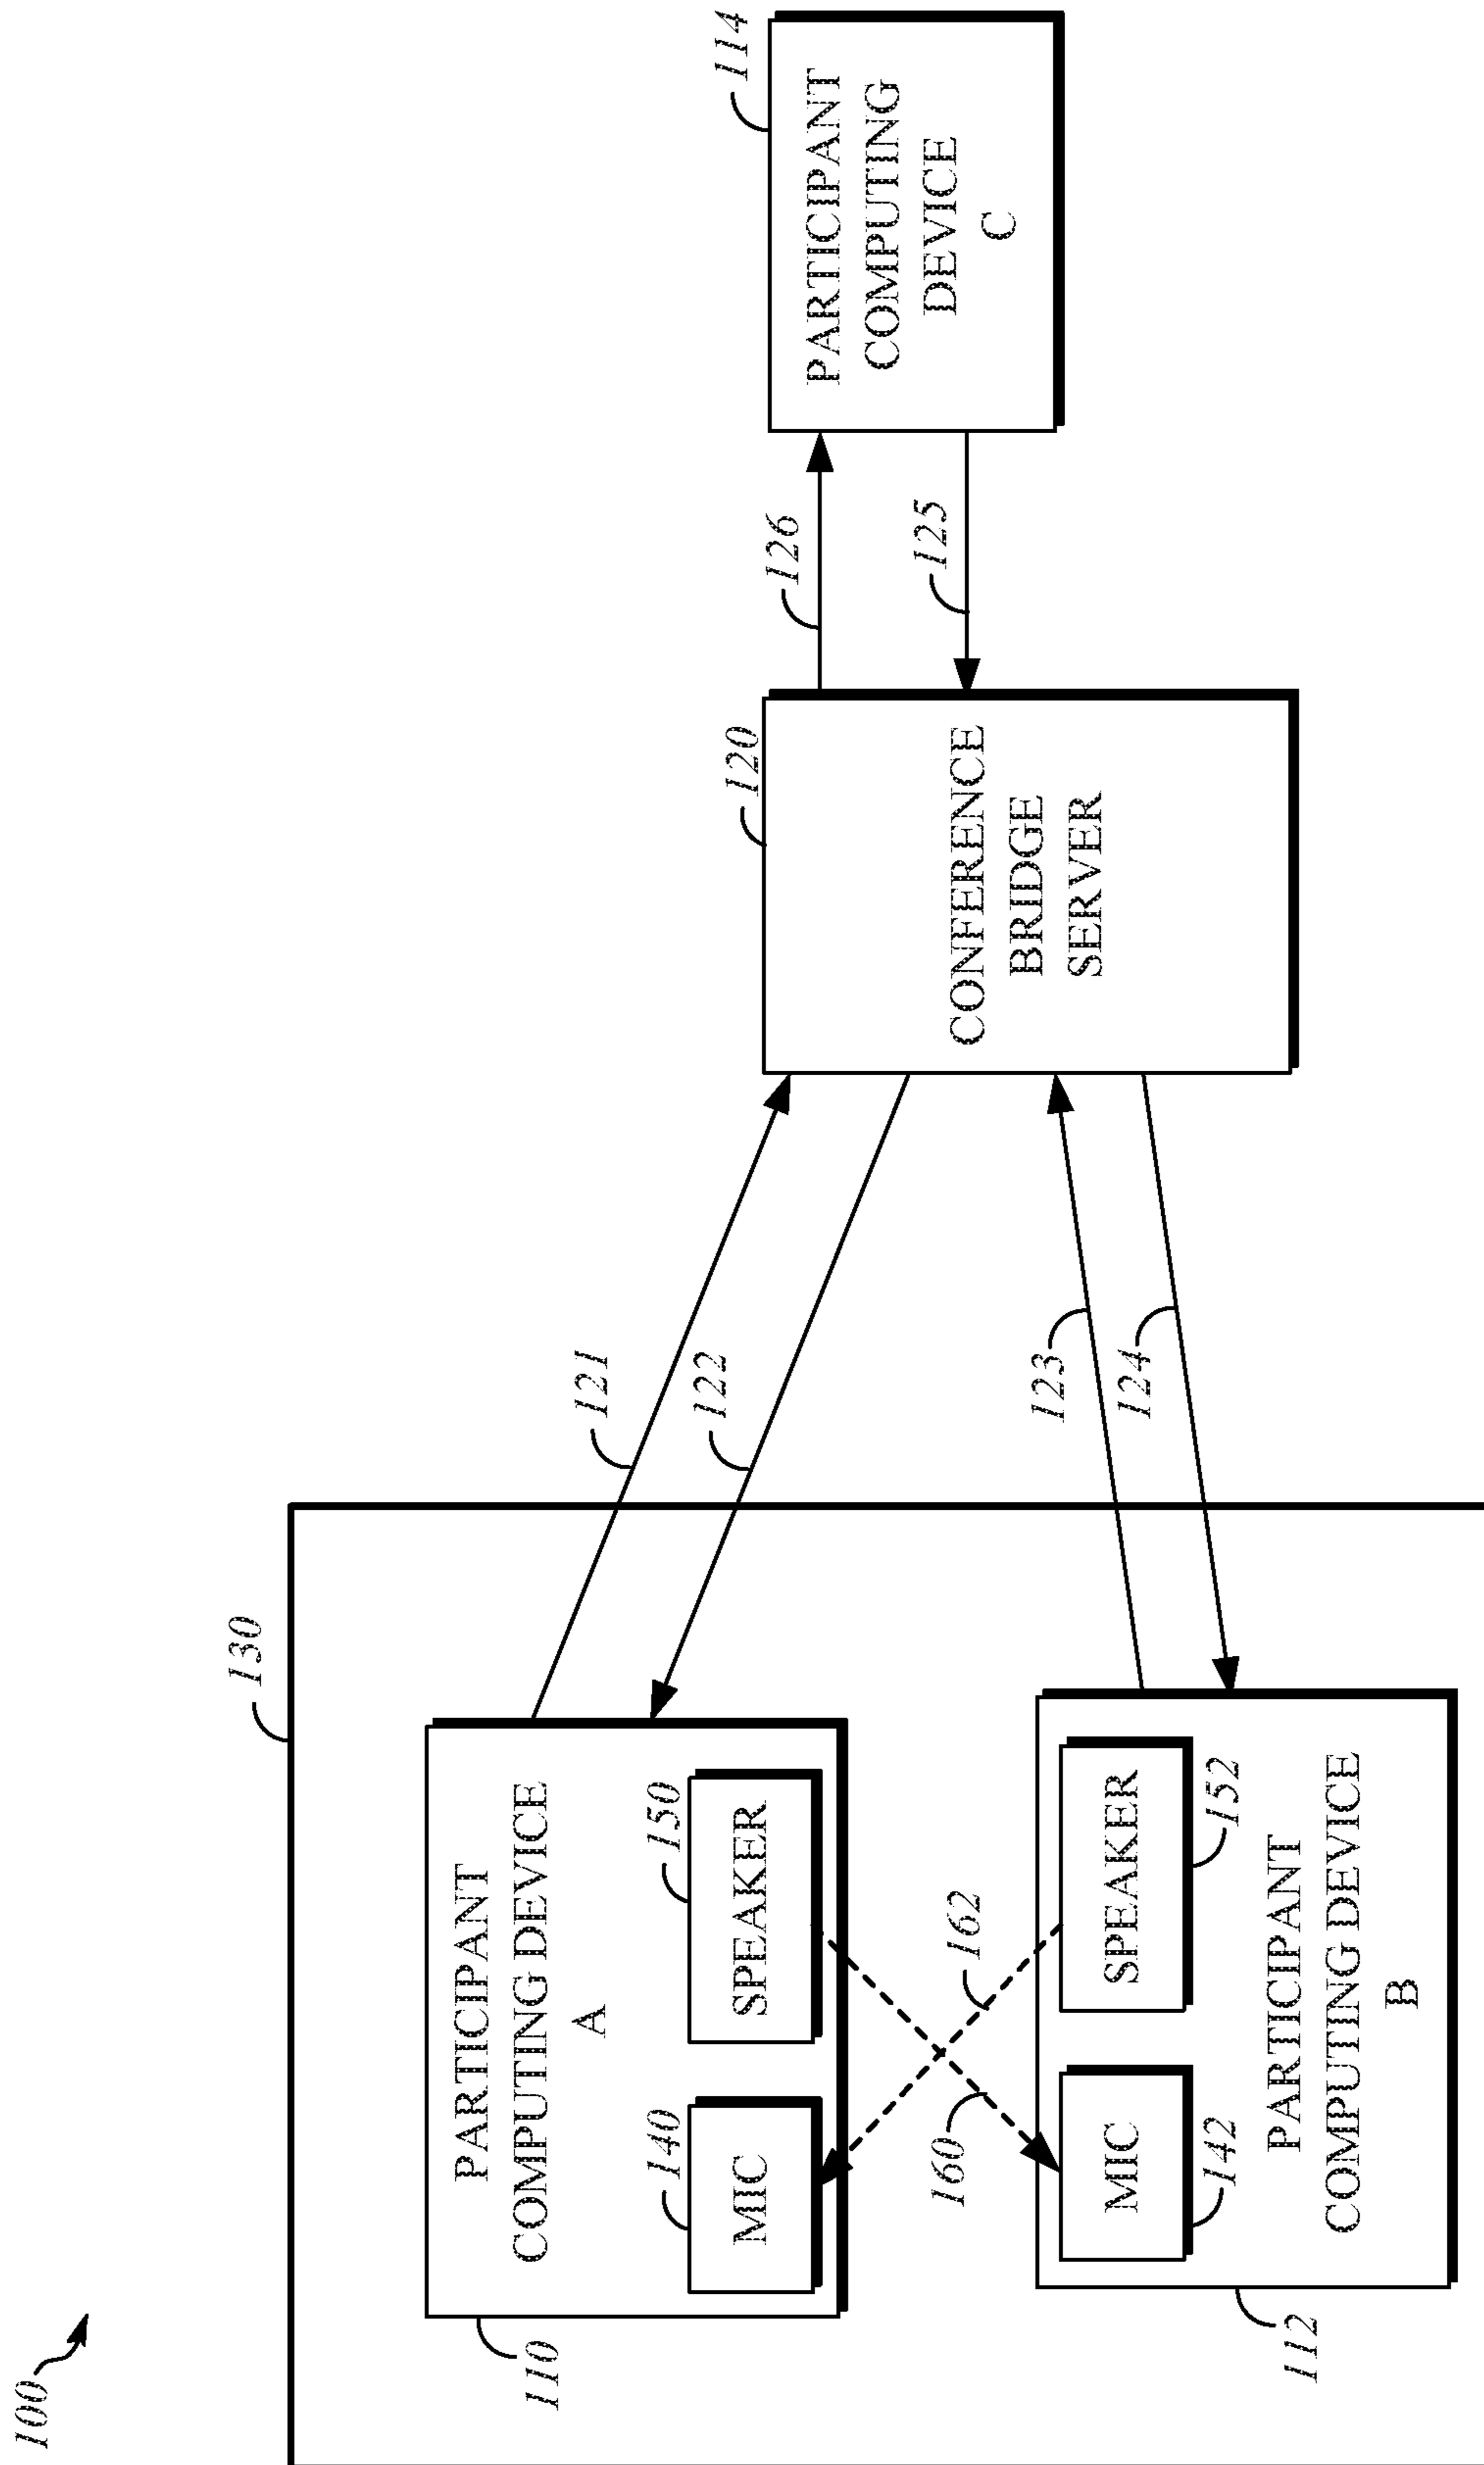 100
130
110
PARTICIPANT
COMPUTING DEVICE
A
140
MIC
150
SPEAKER
121
122
160
162
MIC
142
SPEAKER
152
PARTICIPANT
COMPUTING DEVICE
B
112
123
124
120
CONFERENCE
BRIDGE
SERVER
126
125
114
PARTICIPANT
COMPUTING
DEVICE
C